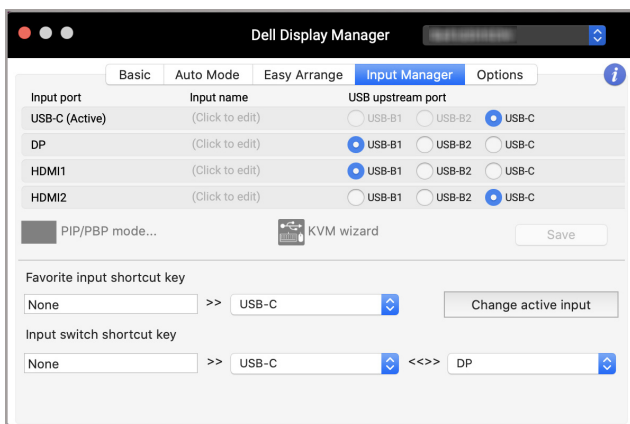 Dell Display Manager
Basic Auto Mode Easy Arrange Input Manager Options i
Input port Input name USB upstream port
USB-C (Active) (Click to edit) USB-B1 USB-B2 USB-C
DP (Click to edit) USB-B1 USB-B2 USB-C
HDMI1 (Click to edit) USB-B1 USB-B2 USB-C
HDMI2 (Click to edit) USB-B1 USB-B2 USB-C
PIP/PBP mode... KVM wizard Save
Favorite input shortcut key
None >> USB-C Change active input
Input switch shortcut key
None >> USB-C <<>> DP